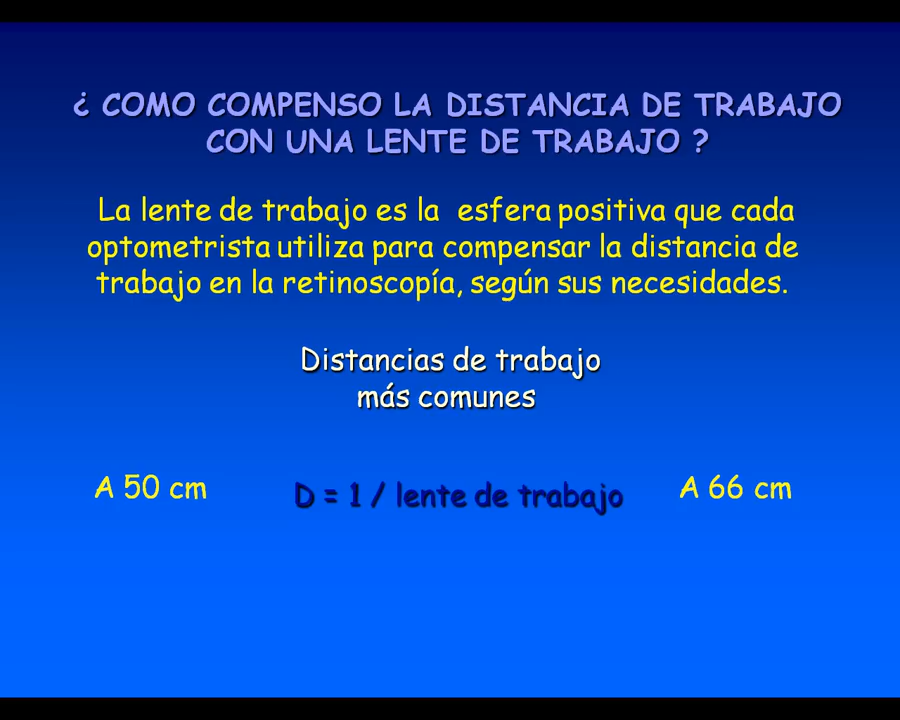 ¿ COMO COMPENSO LA DISTANCIA DE TRABAJO
CON UNA LENTE DE TRABAJO ?
La lente de trabajo es la esfera positiva que cada
optometrista utiliza para compensar la distancia de
trabajo en la retinoscopía, según sus necesidades.
Distancias de trabajo
más comunes
A 50 cm
D = 1 / lente de trabajo
A 66 cm